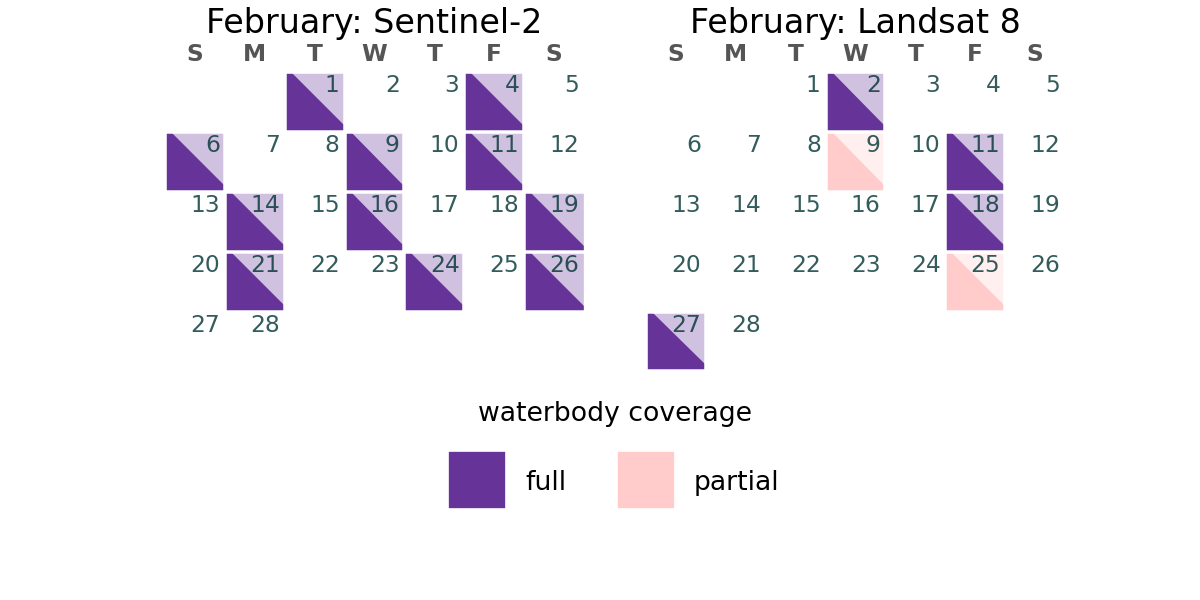 February: Sentinel-2
S M T W T F S
1 2 3 4 5
6 7 8 9 10 11 12
13 14 15 16 17 18 19
20 21 22 23 24 25 26
27 28
February: Landsat 8
S M T W T F S
1 2 3 4 5
6 7 8 9 10 11 12
13 14 15 16 17 18 19
20 21 22 23 24 25 26
27 28
waterbody coverage
full
partial